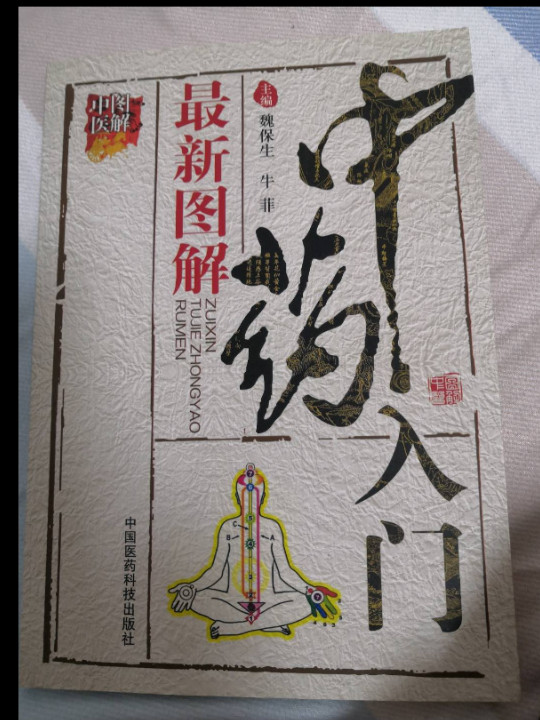 中药入门
最新图解
ZUIXIN
TUJIE ZHONGYAO
RUMEN
主编
魏保生 牛菲
图解
中医
中国医药科技出版社
C
B
A